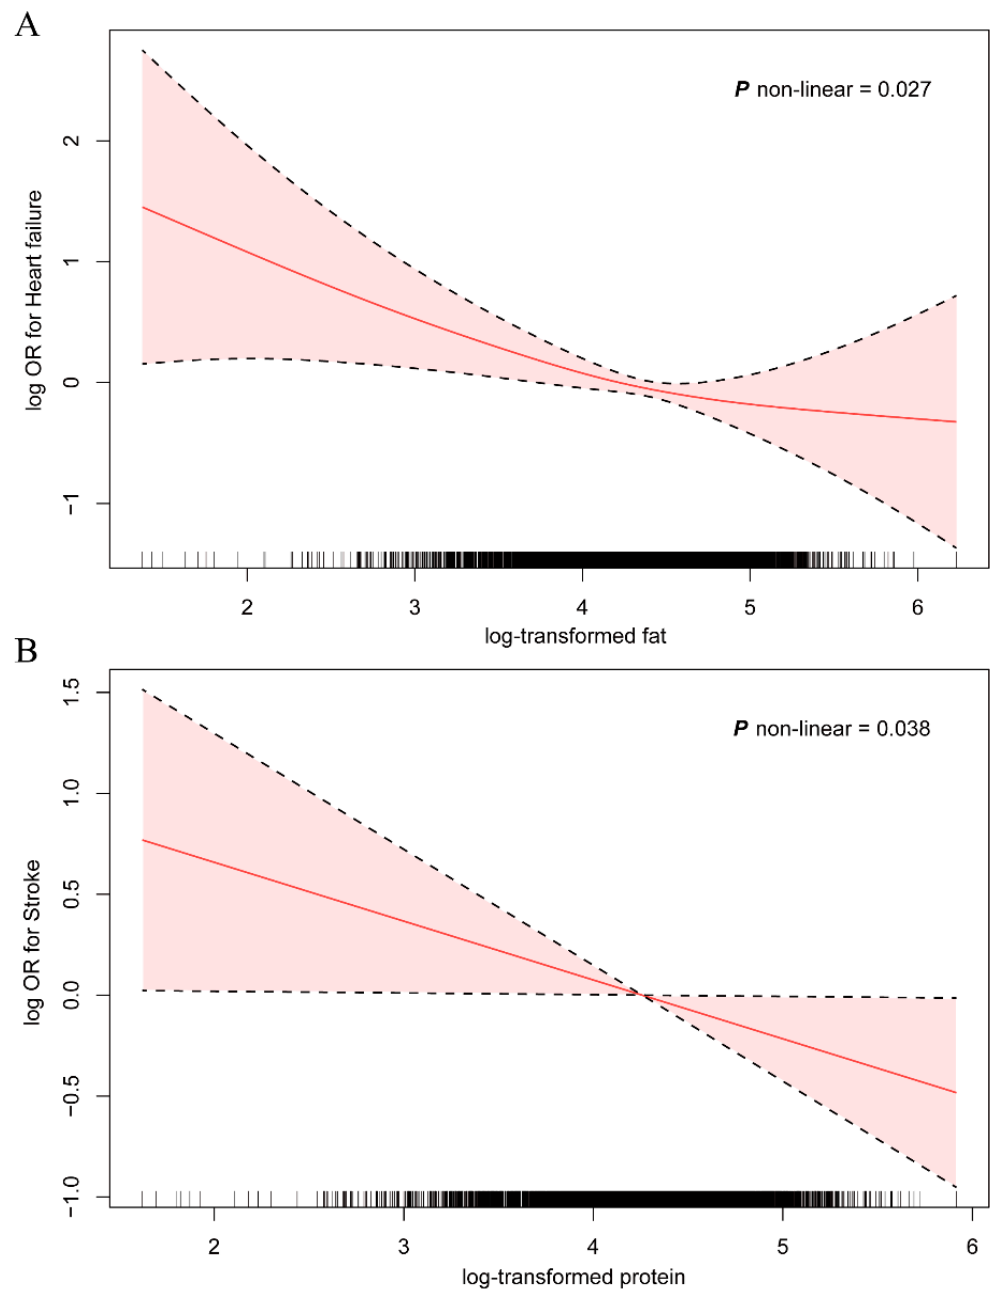 A
P non-linear = 0.027
log OR for Heart failure
2
1
0
−1
2 3 4 5 6
log-transformed fat
B
P non-linear = 0.038
log OR for Stroke
1.5
1.0
0.5
0.0
−0.5
−1.0
2 3 4 5 6
log-transformed protein